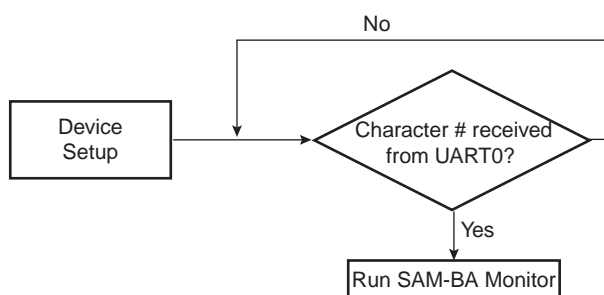 No
Device
Setup
Character # received
from UART0?
Yes
Run SAM-BA Monitor